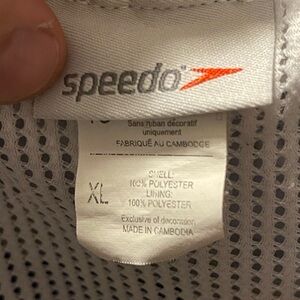 speedo
Sans ruban décoratif
uniquement
FABRIQUÉ AU CAMBODGE
XL
SHELL:
100% POLYESTER
LINING:
100% POLYESTER
Exclusive of decoration
MADE IN CAMBODIA